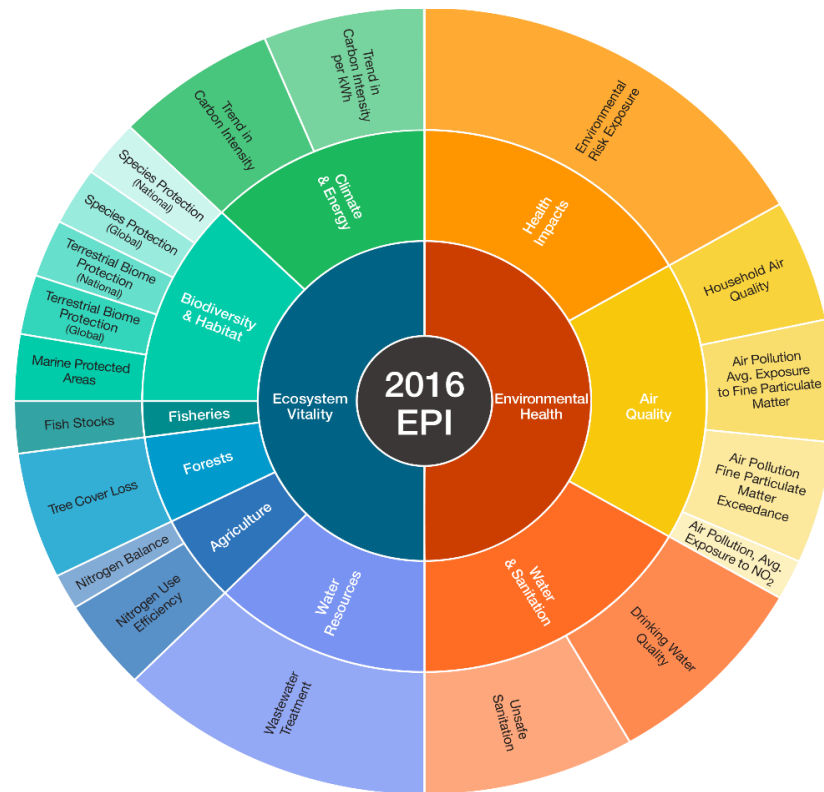 2016
EPI
Ecosystem
Vitality
Environmental
Health
Climate
& Energy
Biodiversity
& Habitat
Fisheries
Forests
Agriculture
Water
Resources
Health
Impacts
Air
Quality
Water
& Sanitation
Trend in
Carbon Intensity
per kWh
Trend in
Carbon Intensity
Species Protection
(National)
Species Protection
(Global)
Terrestrial Biome
Protection
(National)
Terrestrial Biome
Protection
(Global)
Marine Protected
Areas
Fish Stocks
Tree Cover Loss
Nitrogen Balance
Nitrogen Use
Efficiency
Wastewater
Treatment
Environmental
Risk Exposure
Household Air
Quality
Air Pollution
Avg. Exposure
to Fine Particulate
Matter
Air Pollution
Fine Particulate
Matter
Exceedance
Air Pollution, Avg.
Exposure to NO₂
Drinking Water
Quality
Unsafe
Sanitation